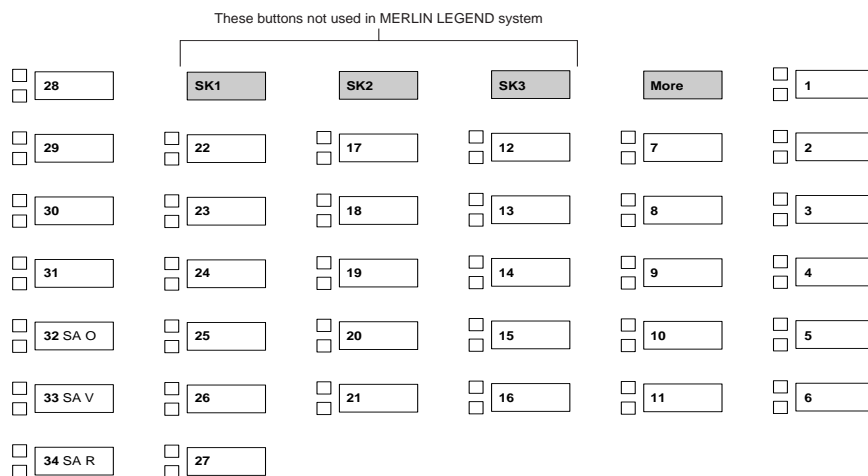 These buttons not used in MERLIN LEGEND system
28 SK1 SK2 SK3 More 1
29 22 17 12 7 2
30 23 18 13 8 3
31 24 19 14 9 4
32 SA O 25 20 15 10 5
33 SA V 26 21 16 11 6
34 SA R 27